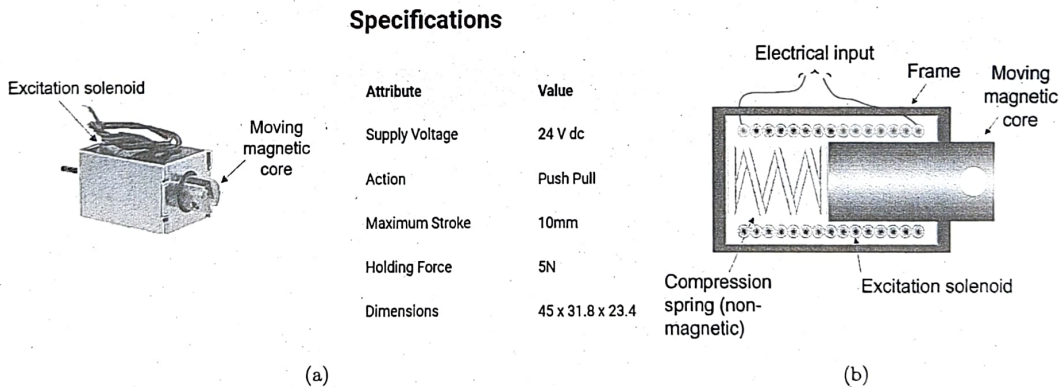 Specifications
Excitation solenoid
Moving
magnetic
core
Attribute Value
Supply Voltage 24 V dc
Action Push Pull
Maximum Stroke 10mm
Holding Force 5N
Dimensions 45 x 31.8 x 23.4
(a)
Electrical input
Frame
Moving
magnetic
core
Compression
spring (non-
magnetic)
Excitation solenoid
(b)